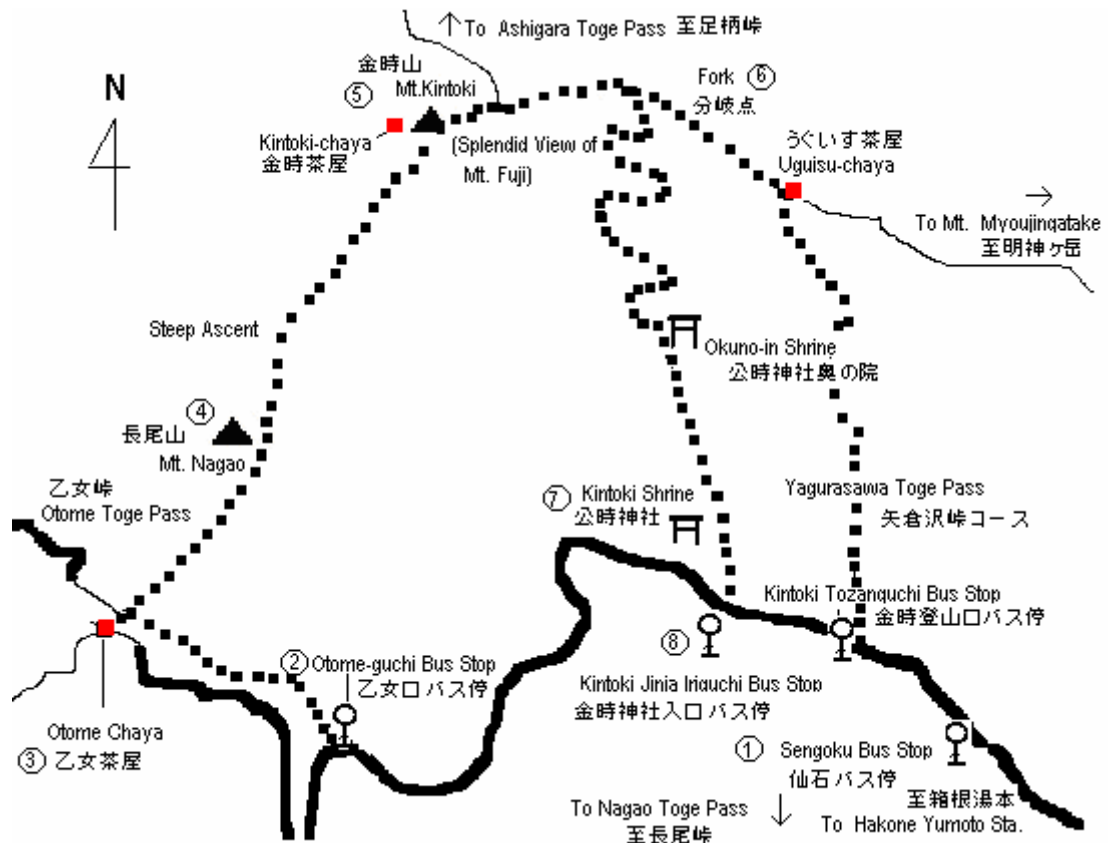 To Ashigara Toge Pass 至足柄峠
N
金時山
⑤ Mt.Kintoki
Kintoki-chaya
金時茶屋
(Splendid View of
Mt. Fuji)
Fork ⑥
分岐点
うぐいす茶屋
Uguisu-chaya
To Mt. Myoujingatake
至明神ヶ岳
Steep Ascent
Okuno-in Shrine
公時神社奥の院
④
長尾山
Mt. Nagao
乙女峠
Otome Toge Pass
⑦ Kintoki Shrine
公時神社
Yagurasawa Toge Pass
矢倉沢峠コース
Kintoki Tozanguchi Bus Stop
金時登山口バス停
② Otome-guchi Bus Stop
乙女口バス停
⑧
Kintoki Jinja Iriguchi Bus Stop
金時神社入口バス停
Otome Chaya
③ 乙女茶屋
① Sengoku Bus Stop
仙石バス停
To Nagao Toge Pass
至長尾峠
至箱根湯本
To Hakone Yumoto Sta.